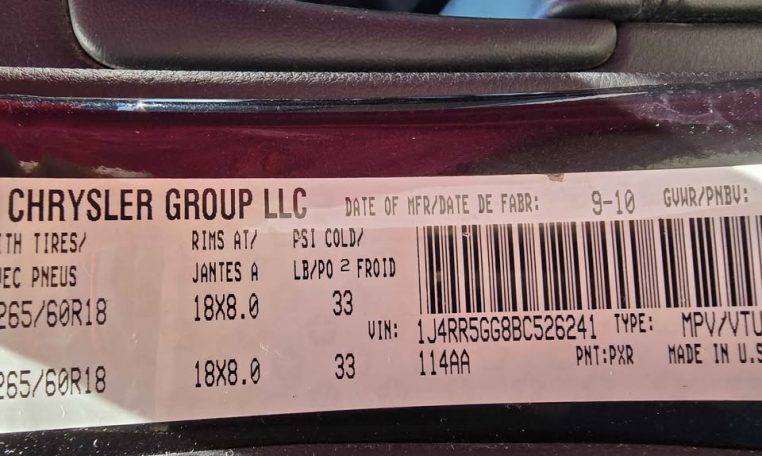 CHRYSLER GROUP LLC DATE OF MFR/DATE DE FABR: 9-10 GVWR/PNBV:
ITH TIRES/ RIMS AT/ PSI COLD/
VEC PNEUS JANTES A LB/PO 2 FROID
265/60R18 18X8.0 33
VIN: 1J4RR5GG8BC526241 TYPE: MPV/VTU
265/60R18 18X8.0 33 114AA PNT:PXR MADE IN U.S